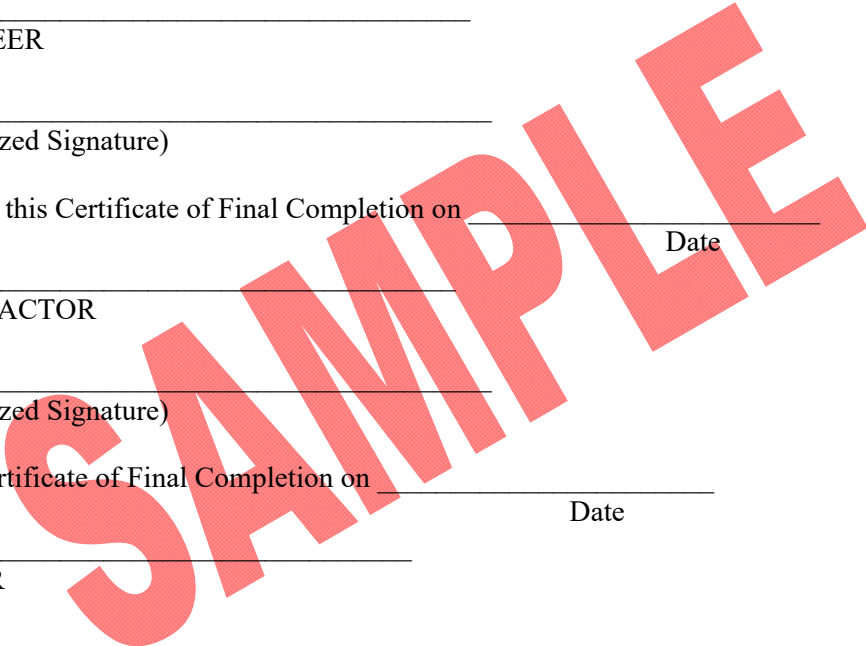 EER
zed Signature)
this Certificate of Final Completion on
Date
ACTOR
zed Signature)
rtificate of Final Completion on
Date
R
SAMPLE